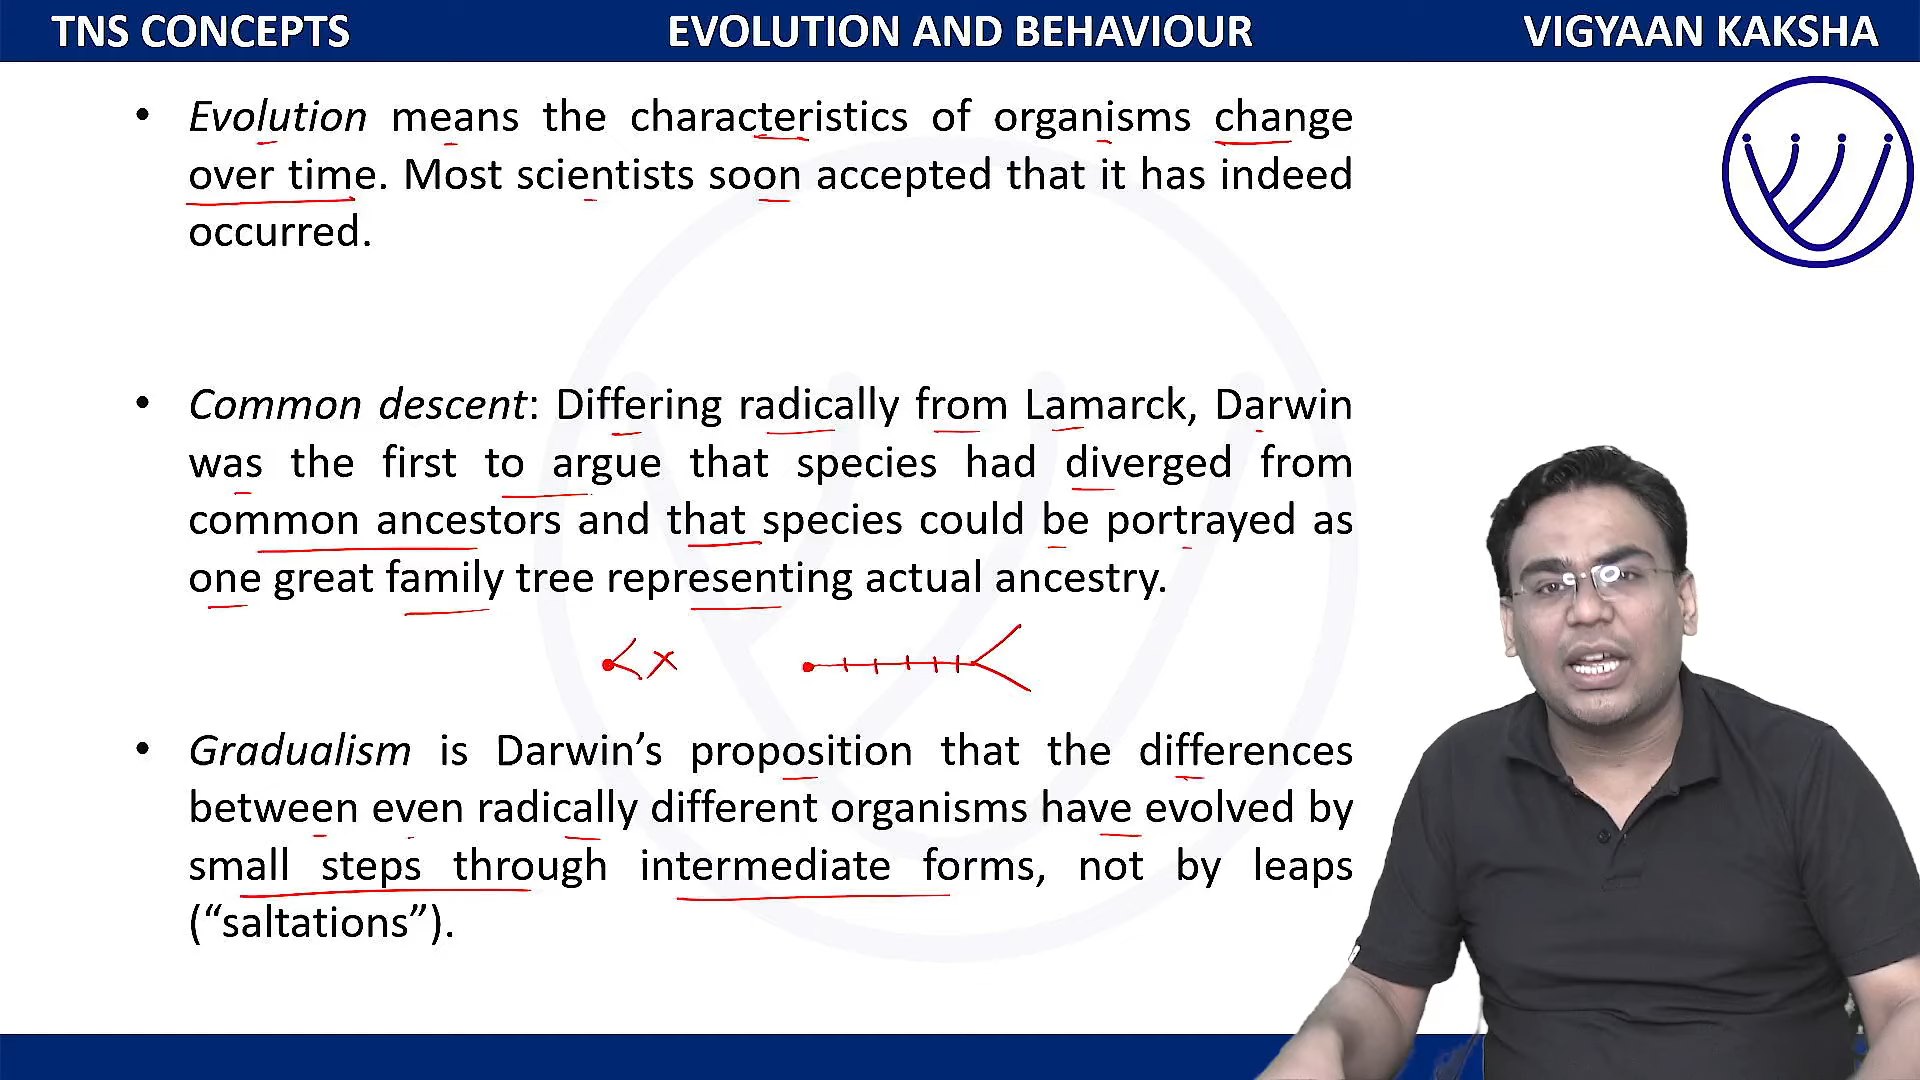 TNS CONCEPTS EVOLUTION AND BEHAVIOUR VIGYAAN KAKSHA
• Evolution means the characteristics of organisms change
over time. Most scientists soon accepted that it has indeed
occurred.
• Common descent: Differing radically from Lamarck, Darwin
was the first to argue that species had diverged from
common ancestors and that species could be portrayed as
one great family tree representing actual ancestry.
• Gradualism is Darwin’s proposition that the differences
between even radically different organisms have evolved by
small steps through intermediate forms, not by leaps
(“saltations”).